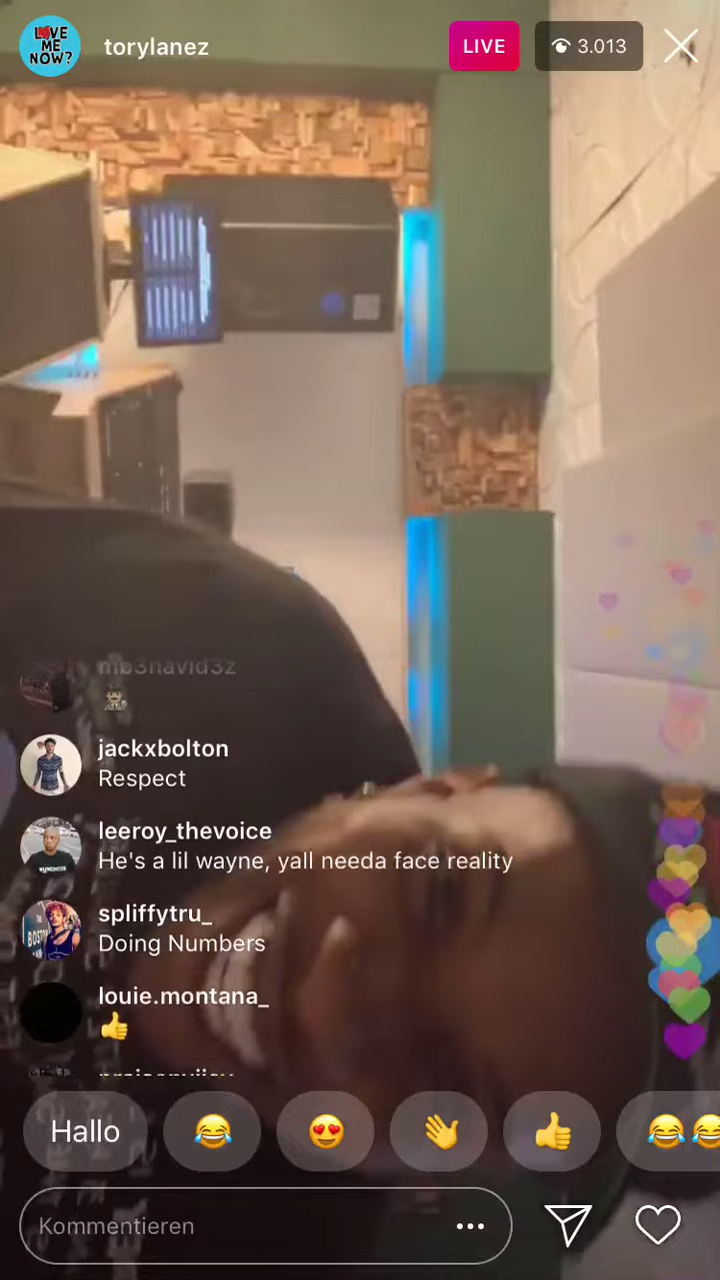 LOVE
ME
NOW?
torylanez
LIVE
3.013
mb3navid3z
jackxbolton
Respect
leeroy_thevoice
He's a lil wayne, yall needa face reality
spliffytru_
Doing Numbers
louie.montana_
👍
Hallo
😂
😍
👋
👍
😂😂
Kommentieren